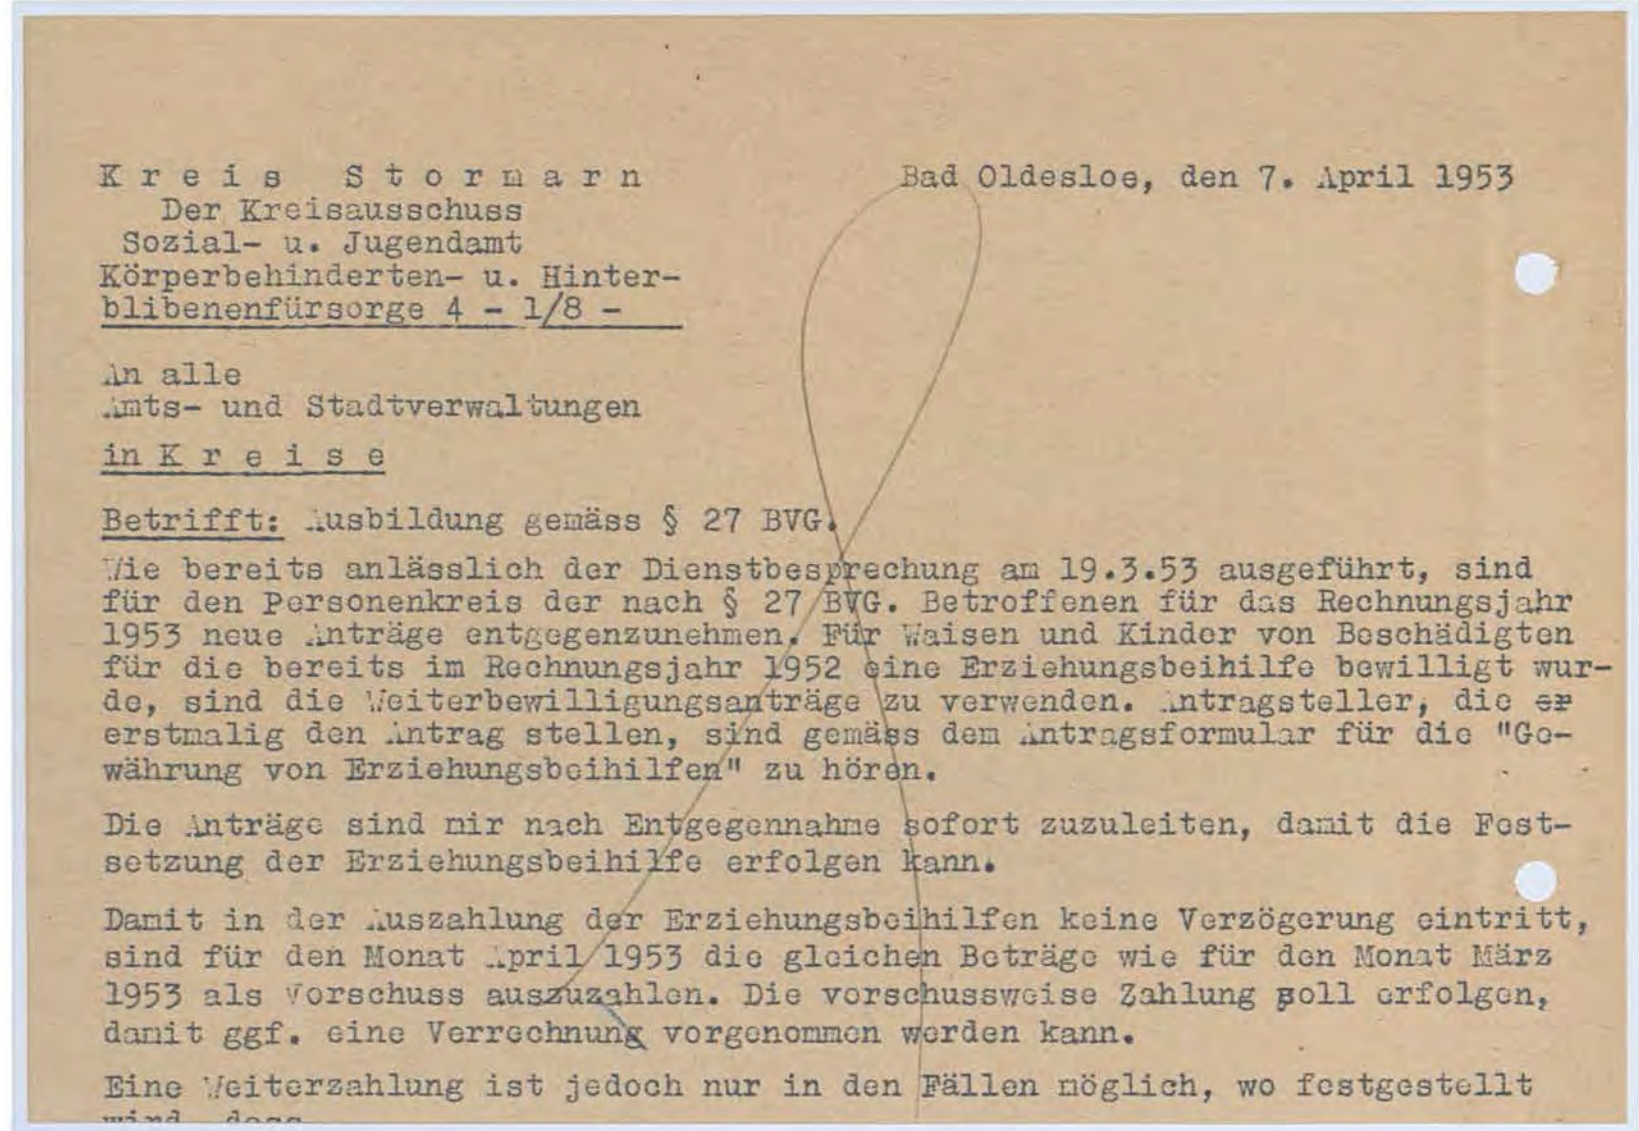 K r e i s   S t o r m a r n
Bad Oldesloe, den 7. April 1953
Der Kreisausschuss
Sozial- u. Jugendamt
Körperbehinderten- u. Hinter-
blibenenfürsorge 4 - 1/8 -
An alle
Amts- und Stadtverwaltungen
in K r e i s e
Betrifft: Ausbildung gemäss § 27 BVG.
Wie bereits anlässlich der Dienstbesprechung am 19.3.53 ausgeführt, sind
für den Personenkreis der nach § 27 BVG. Betroffenen für das Rechnungsjahr
1953 neue Anträge entgegenzunehmen. Für Waisen und Kinder von Beschädigten
für die bereits im Rechnungsjahr 1952 eine Erziehungsbeihilfe bewilligt wur-
de, sind die Weiterbewilligungsanträge zu verwenden. Antragsteller, die er
erstmalig den Antrag stellen, sind gemäss dem Antragsformular für die "Ge-
währung von Erziehungsbeihilfen" zu hören.
Die Anträge sind mir nach Entgegennahme sofort zuzuleiten, damit die Fest-
setzung der Erziehungsbeihilfe erfolgen kann.
Damit in der Auszahlung der Erziehungsbeihilfen keine Verzögerung eintritt,
sind für den Monat April 1953 die gleichen Beträge wie für den Monat März
1953 als Vorschuss auszuzahlen. Die vorschussweise Zahlung soll erfolgen,
damit ggf. eine Verrechnung vorgenommen werden kann.
Eine Weiterzahlung ist jedoch nur in den Fällen möglich, wo festgestellt
wird, dass